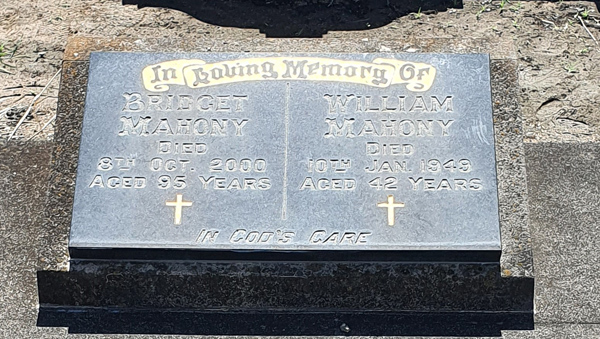 In Loving Memory Of
BRIDGET
MAHONY
DIED
8TH OCT. 2000
AGED 95 YEARS
WILLIAM
MAHONY
DIED
10TH JAN. 1949
AGED 42 YEARS
IN GOD'S CARE